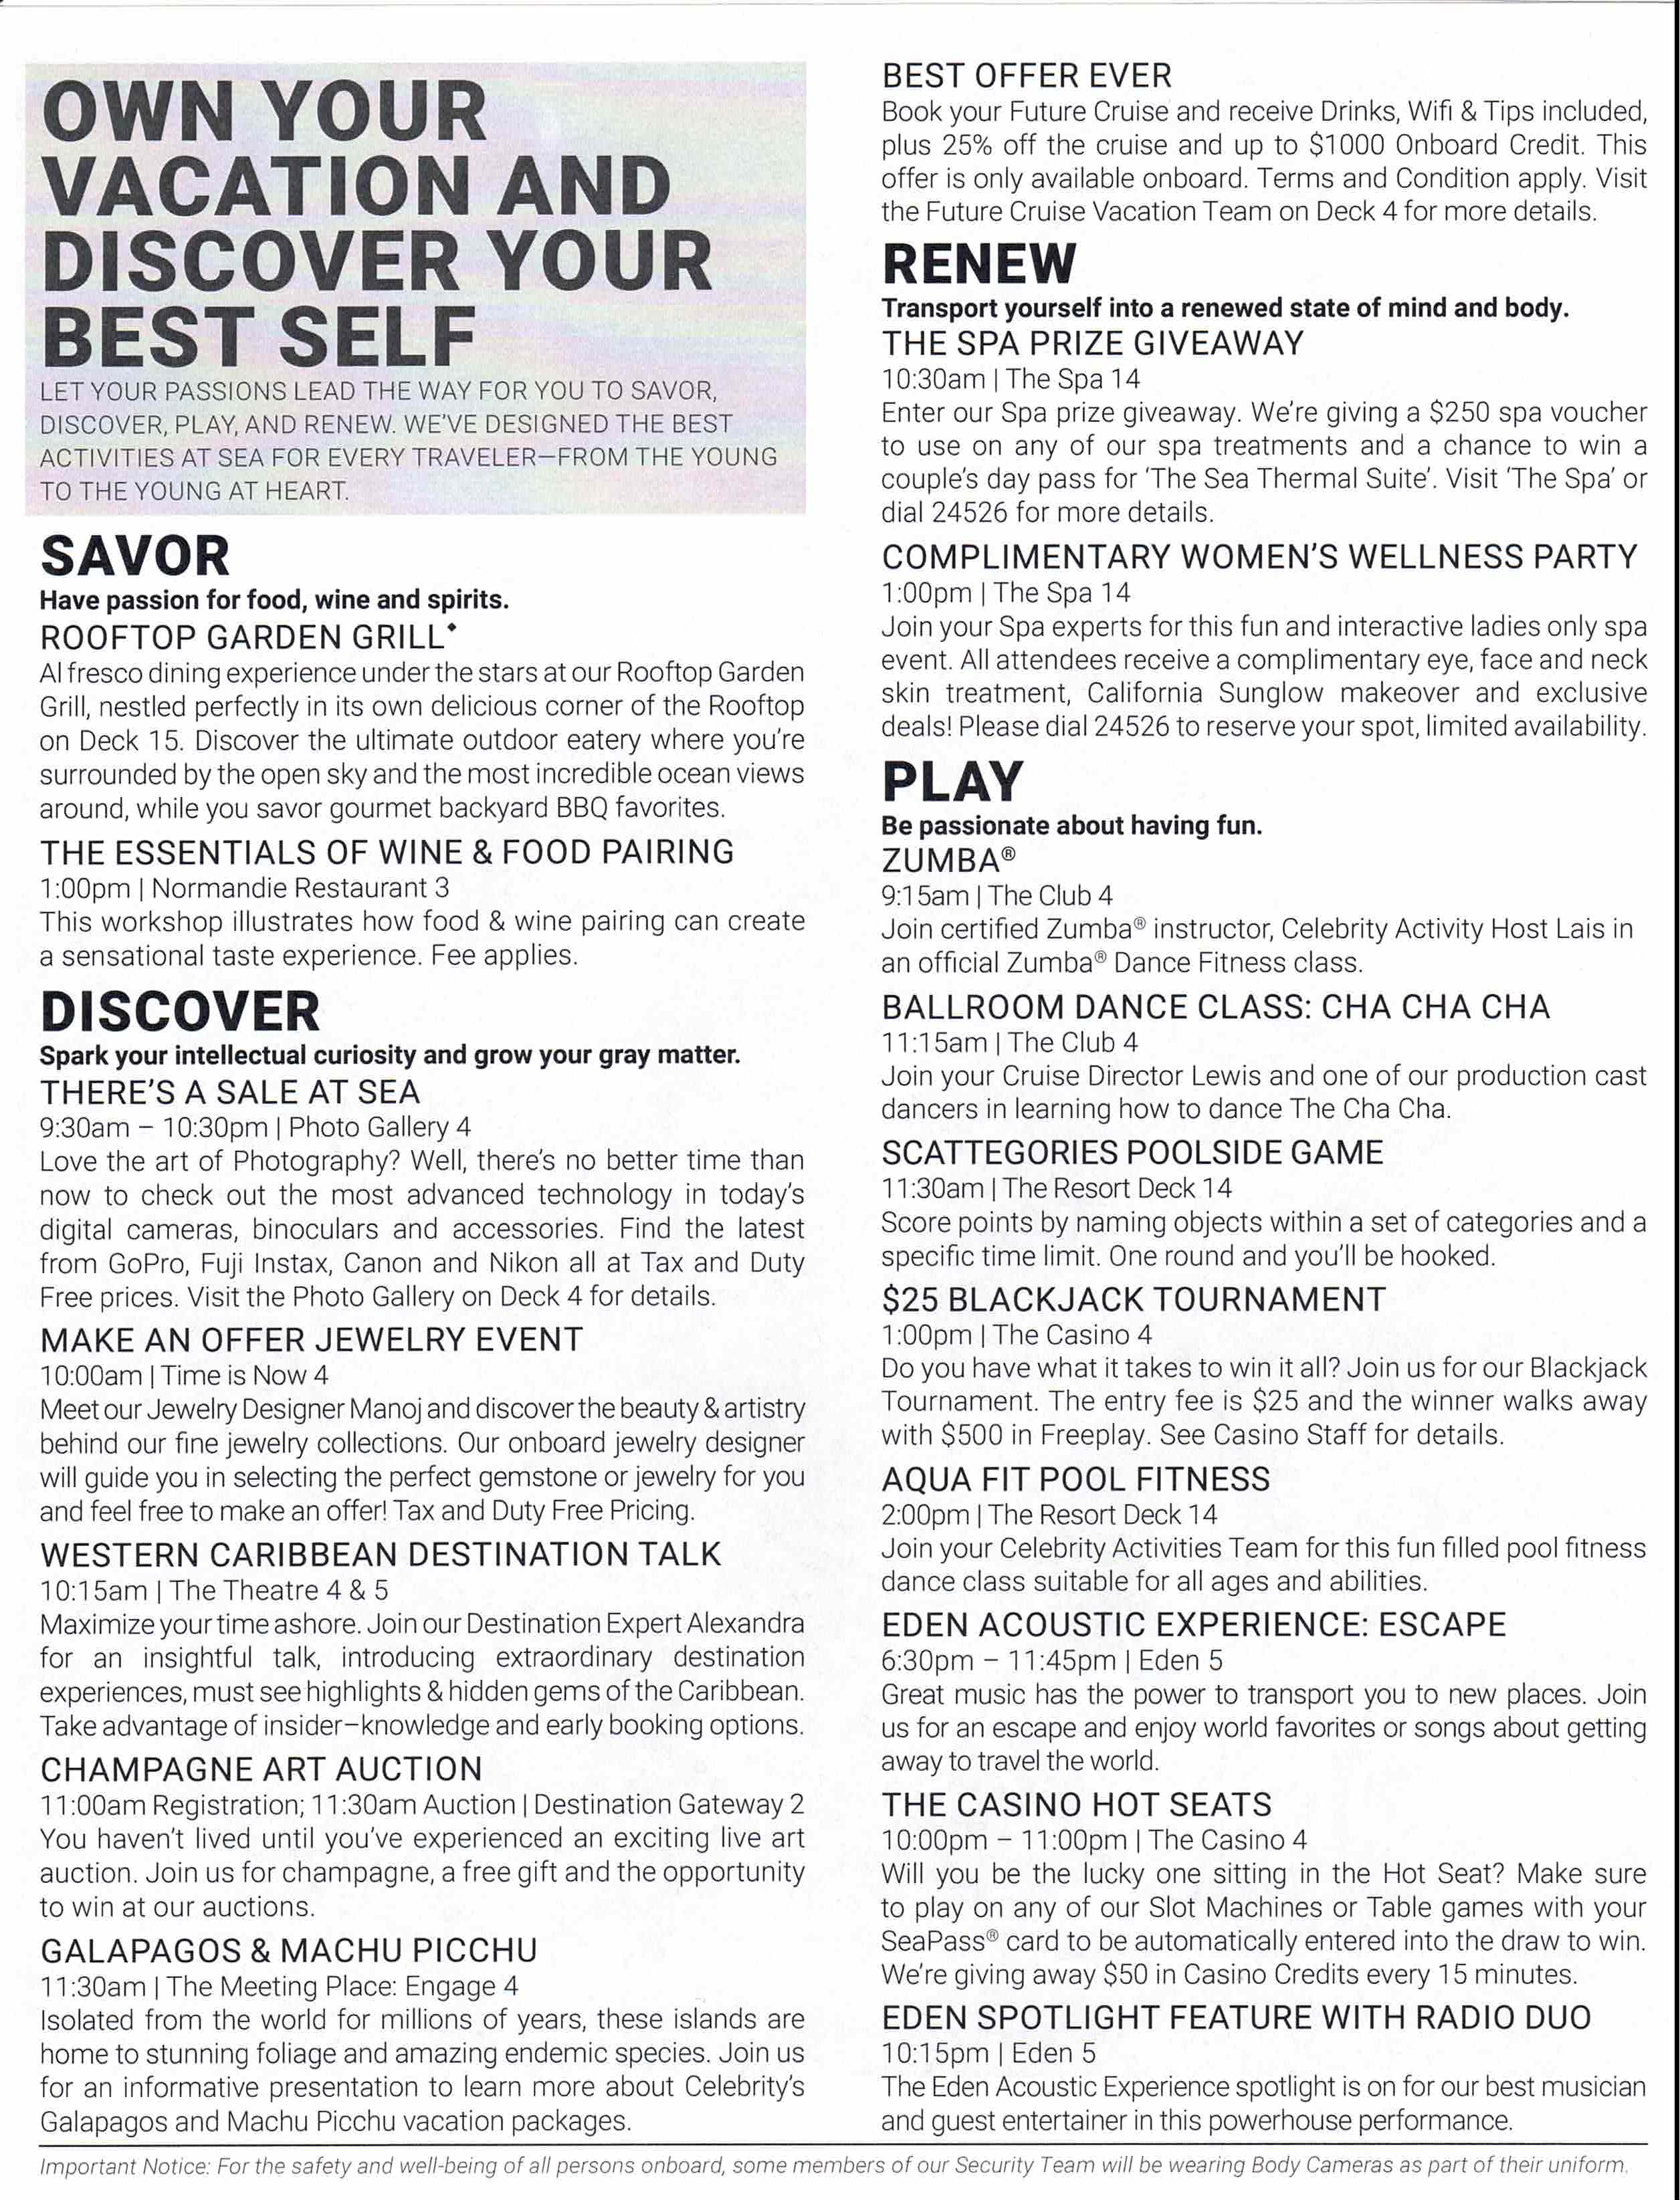 OWN YOUR
VACATION AND
DISCOVER YOUR
BEST SELF
LET YOUR PASSIONS LEAD THE WAY FOR YOU TO SAVOR,
DISCOVER, PLAY, AND RENEW. WE'VE DESIGNED THE BEST
ACTIVITIES AT SEA FOR EVERY TRAVELER—FROM THE YOUNG
TO THE YOUNG AT HEART.
SAVOR
Have passion for food, wine and spirits.
ROOFTOP GARDEN GRILL◆
Al fresco dining experience under the stars at our Rooftop Garden
Grill, nestled perfectly in its own delicious corner of the Rooftop
on Deck 15. Discover the ultimate outdoor eatery where you're
surrounded by the open sky and the most incredible ocean views
around, while you savor gourmet backyard BBQ favorites.
THE ESSENTIALS OF WINE & FOOD PAIRING
1:00pm | Normandie Restaurant 3
This workshop illustrates how food & wine pairing can create
a sensational taste experience. Fee applies.
DISCOVER
Spark your intellectual curiosity and grow your gray matter.
THERE'S A SALE AT SEA
9:30am – 10:30pm | Photo Gallery 4
Love the art of Photography? Well, there's no better time than
now to check out the most advanced technology in today's
digital cameras, binoculars and accessories. Find the latest
from GoPro, Fuji Instax, Canon and Nikon all at Tax and Duty
Free prices. Visit the Photo Gallery on Deck 4 for details.
MAKE AN OFFER JEWELRY EVENT
10:00am | Time is Now 4
Meet our Jewelry Designer Manoj and discover the beauty & artistry
behind our fine jewelry collections. Our onboard jewelry designer
will guide you in selecting the perfect gemstone or jewelry for you
and feel free to make an offer! Tax and Duty Free Pricing.
WESTERN CARIBBEAN DESTINATION TALK
10:15am | The Theatre 4 & 5
Maximize your time ashore. Join our Destination Expert Alexandra
for an insightful talk, introducing extraordinary destination
experiences, must see highlights & hidden gems of the Caribbean.
Take advantage of insider–knowledge and early booking options.
CHAMPAGNE ART AUCTION
11:00am Registration; 11:30am Auction | Destination Gateway 2
You haven't lived until you've experienced an exciting live art
auction. Join us for champagne, a free gift and the opportunity
to win at our auctions.
GALAPAGOS & MACHU PICCHU
11:30am | The Meeting Place: Engage 4
Isolated from the world for millions of years, these islands are
home to stunning foliage and amazing endemic species. Join us
for an informative presentation to learn more about Celebrity's
Galapagos and Machu Picchu vacation packages.
BEST OFFER EVER
Book your Future Cruise and receive Drinks, Wifi & Tips included,
plus 25% off the cruise and up to $1000 Onboard Credit. This
offer is only available onboard. Terms and Condition apply. Visit
the Future Cruise Vacation Team on Deck 4 for more details.
RENEW
Transport yourself into a renewed state of mind and body.
THE SPA PRIZE GIVEAWAY
10:30am | The Spa 14
Enter our Spa prize giveaway. We're giving a $250 spa voucher
to use on any of our spa treatments and a chance to win a
couple's day pass for 'The Sea Thermal Suite'. Visit 'The Spa' or
dial 24526 for more details.
COMPLIMENTARY WOMEN'S WELLNESS PARTY
1:00pm | The Spa 14
Join your Spa experts for this fun and interactive ladies only spa
event. All attendees receive a complimentary eye, face and neck
skin treatment, California Sunglow makeover and exclusive
deals! Please dial 24526 to reserve your spot, limited availability.
PLAY
Be passionate about having fun.
ZUMBA®
9:15am | The Club 4
Join certified Zumba® instructor, Celebrity Activity Host Lais in
an official Zumba® Dance Fitness class.
BALLROOM DANCE CLASS: CHA CHA CHA
11:15am | The Club 4
Join your Cruise Director Lewis and one of our production cast
dancers in learning how to dance The Cha Cha.
SCATTEGORIES POOLSIDE GAME
11:30am | The Resort Deck 14
Score points by naming objects within a set of categories and a
specific time limit. One round and you'll be hooked.
$25 BLACKJACK TOURNAMENT
1:00pm | The Casino 4
Do you have what it takes to win it all? Join us for our Blackjack
Tournament. The entry fee is $25 and the winner walks away
with $500 in Freeplay. See Casino Staff for details.
AQUA FIT POOL FITNESS
2:00pm | The Resort Deck 14
Join your Celebrity Activities Team for this fun filled pool fitness
dance class suitable for all ages and abilities.
EDEN ACOUSTIC EXPERIENCE: ESCAPE
6:30pm – 11:45pm | Eden 5
Great music has the power to transport you to new places. Join
us for an escape and enjoy world favorites or songs about getting
away to travel the world.
THE CASINO HOT SEATS
10:00pm – 11:00pm | The Casino 4
Will you be the lucky one sitting in the Hot Seat? Make sure
to play on any of our Slot Machines or Table games with your
SeaPass® card to be automatically entered into the draw to win.
We're giving away $50 in Casino Credits every 15 minutes.
EDEN SPOTLIGHT FEATURE WITH RADIO DUO
10:15pm | Eden 5
The Eden Acoustic Experience spotlight is on for our best musician
and guest entertainer in this powerhouse performance.
Important Notice: For the safety and well-being of all persons onboard, some members of our Security Team will be wearing Body Cameras as part of their uniform.